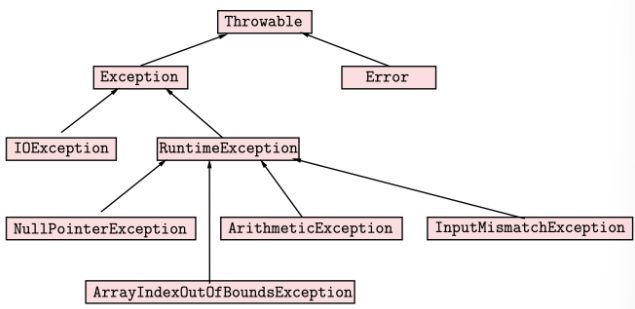 Throwable
Exception
Error
IOException
RuntimeException
NullPointerException
ArithmeticException
InputMismatchException
ArrayIndexOutOfBoundsException